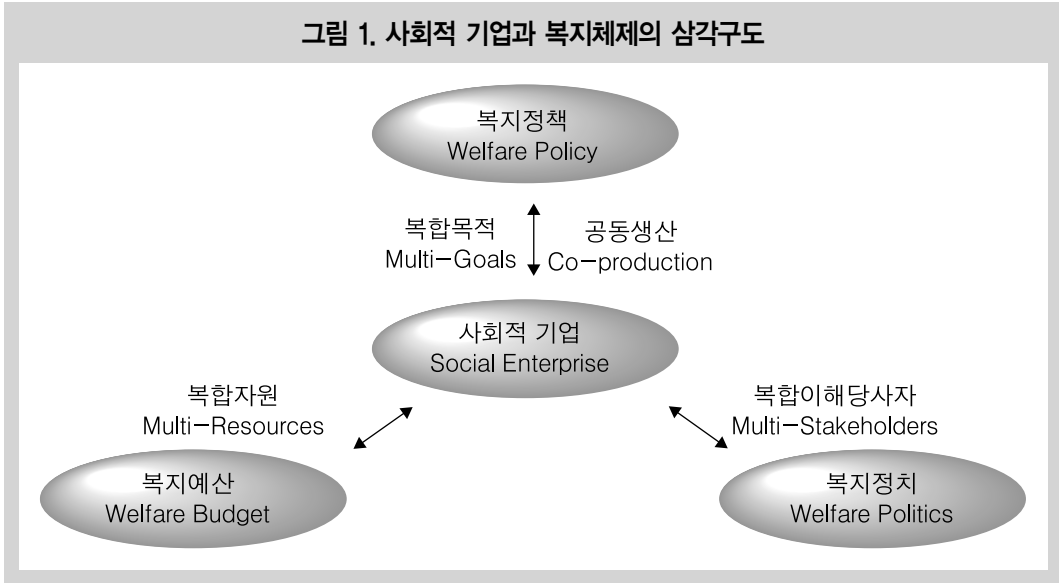 그림 1. 사회적 기업과 복지체제의 삼각구도
복지정책
Welfare Policy
복합목적
Multi-Goals
공동생산
Co-production
사회적 기업
Social Enterprise
복합자원
Multi-Resources
복합이해당사자
Multi-Stakeholders
복지예산
Welfare Budget
복지정치
Welfare Politics